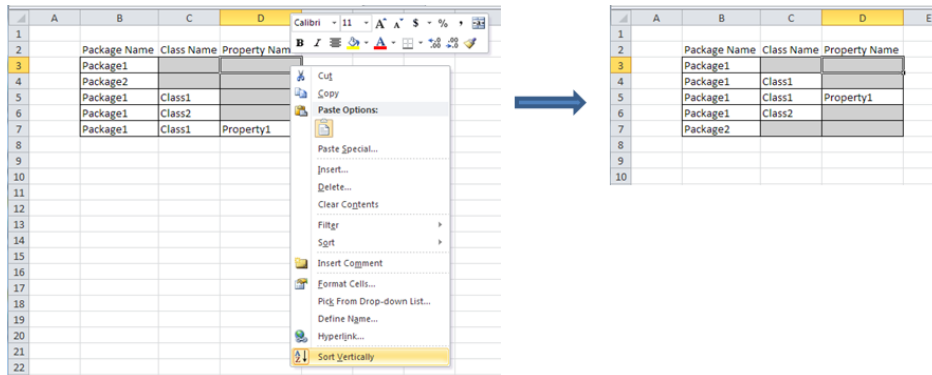 Calibri 11 A A $ % ,
B I A
A B C D
1
2 Package Name Class Name Property Nam
3 Package1
4 Package2
5 Package1 Class1
6 Package1 Class2
7 Package1 Class1 Property1
8
9
10
11
12
13
14
15
16
17
18
19
20
21
22
Cut
Copy
Paste Options:
Paste Special...
Insert...
Delete...
Clear Contents
Filter
Sort
Insert Comment
Format Cells...
Pick From Drop-down List...
Define Name...
Hyperlink...
Sort Vertically
A B C D E
1
2 Package Name Class Name Property Name
3 Package1
4 Package1 Class1
5 Package1 Class1 Property1
6 Package1 Class2
7 Package2
8
9
10